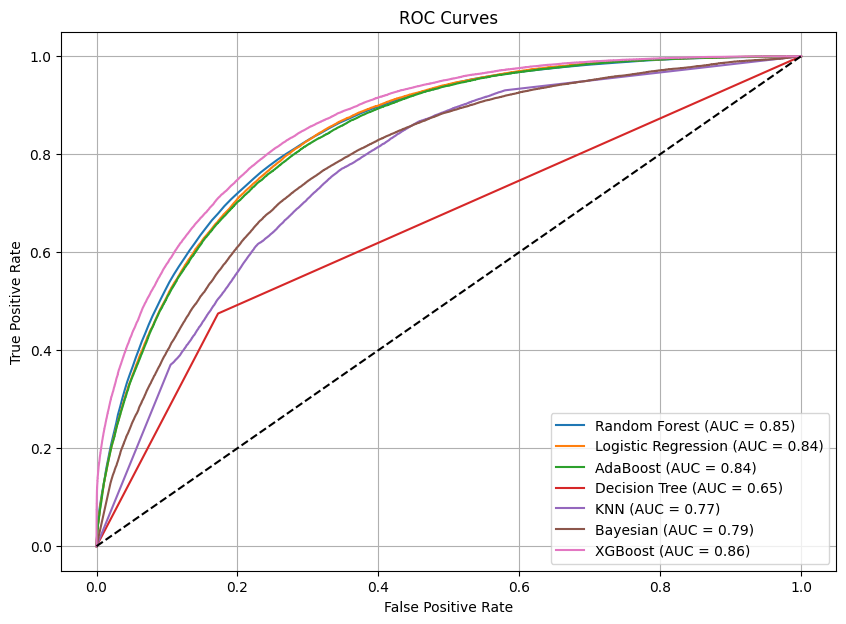 ROC Curves
1.0
0.8
0.6
0.4
0.2
0.0
True Positive Rate
Random Forest (AUC = 0.85)
Logistic Regression (AUC = 0.84)
AdaBoost (AUC = 0.84)
Decision Tree (AUC = 0.65)
KNN (AUC = 0.77)
Bayesian (AUC = 0.79)
XGBoost (AUC = 0.86)
0.0 0.2 0.4 0.6 0.8 1.0
False Positive Rate